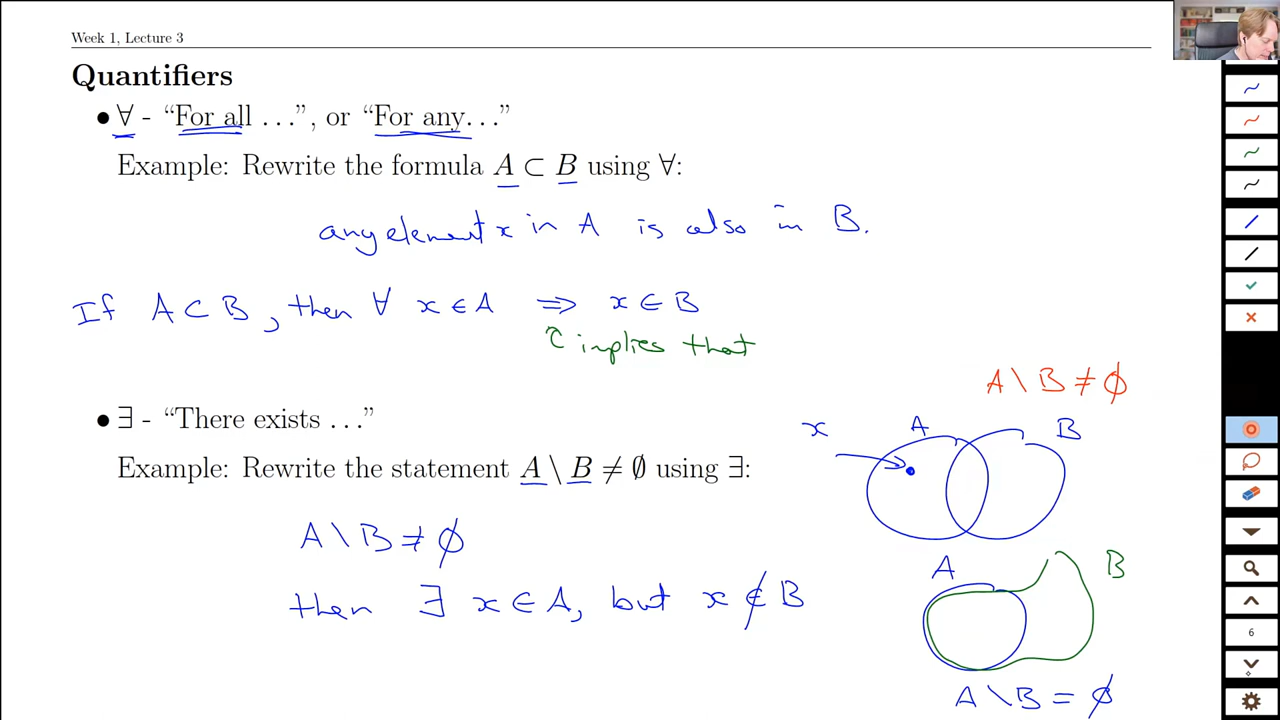 Week 1, Lecture 3
Quantifiers
• ∀ - “For all . . .”, or “For any. . .”
Example: Rewrite the formula A ⊂ B using ∀:
any element x in A is also in B.
If A ⊂ B, then ∀ x ∈ A ⟹ x ∈ B
implies that
• ∃ - “There exists . . .”
Example: Rewrite the statement A \ B ≠ ∅ using ∃:
A \ B ≠ ∅
then ∃ x ∈ A, but x ∉ B
A \ B ≠ ∅
x A B
A B
A \ B = ∅
6